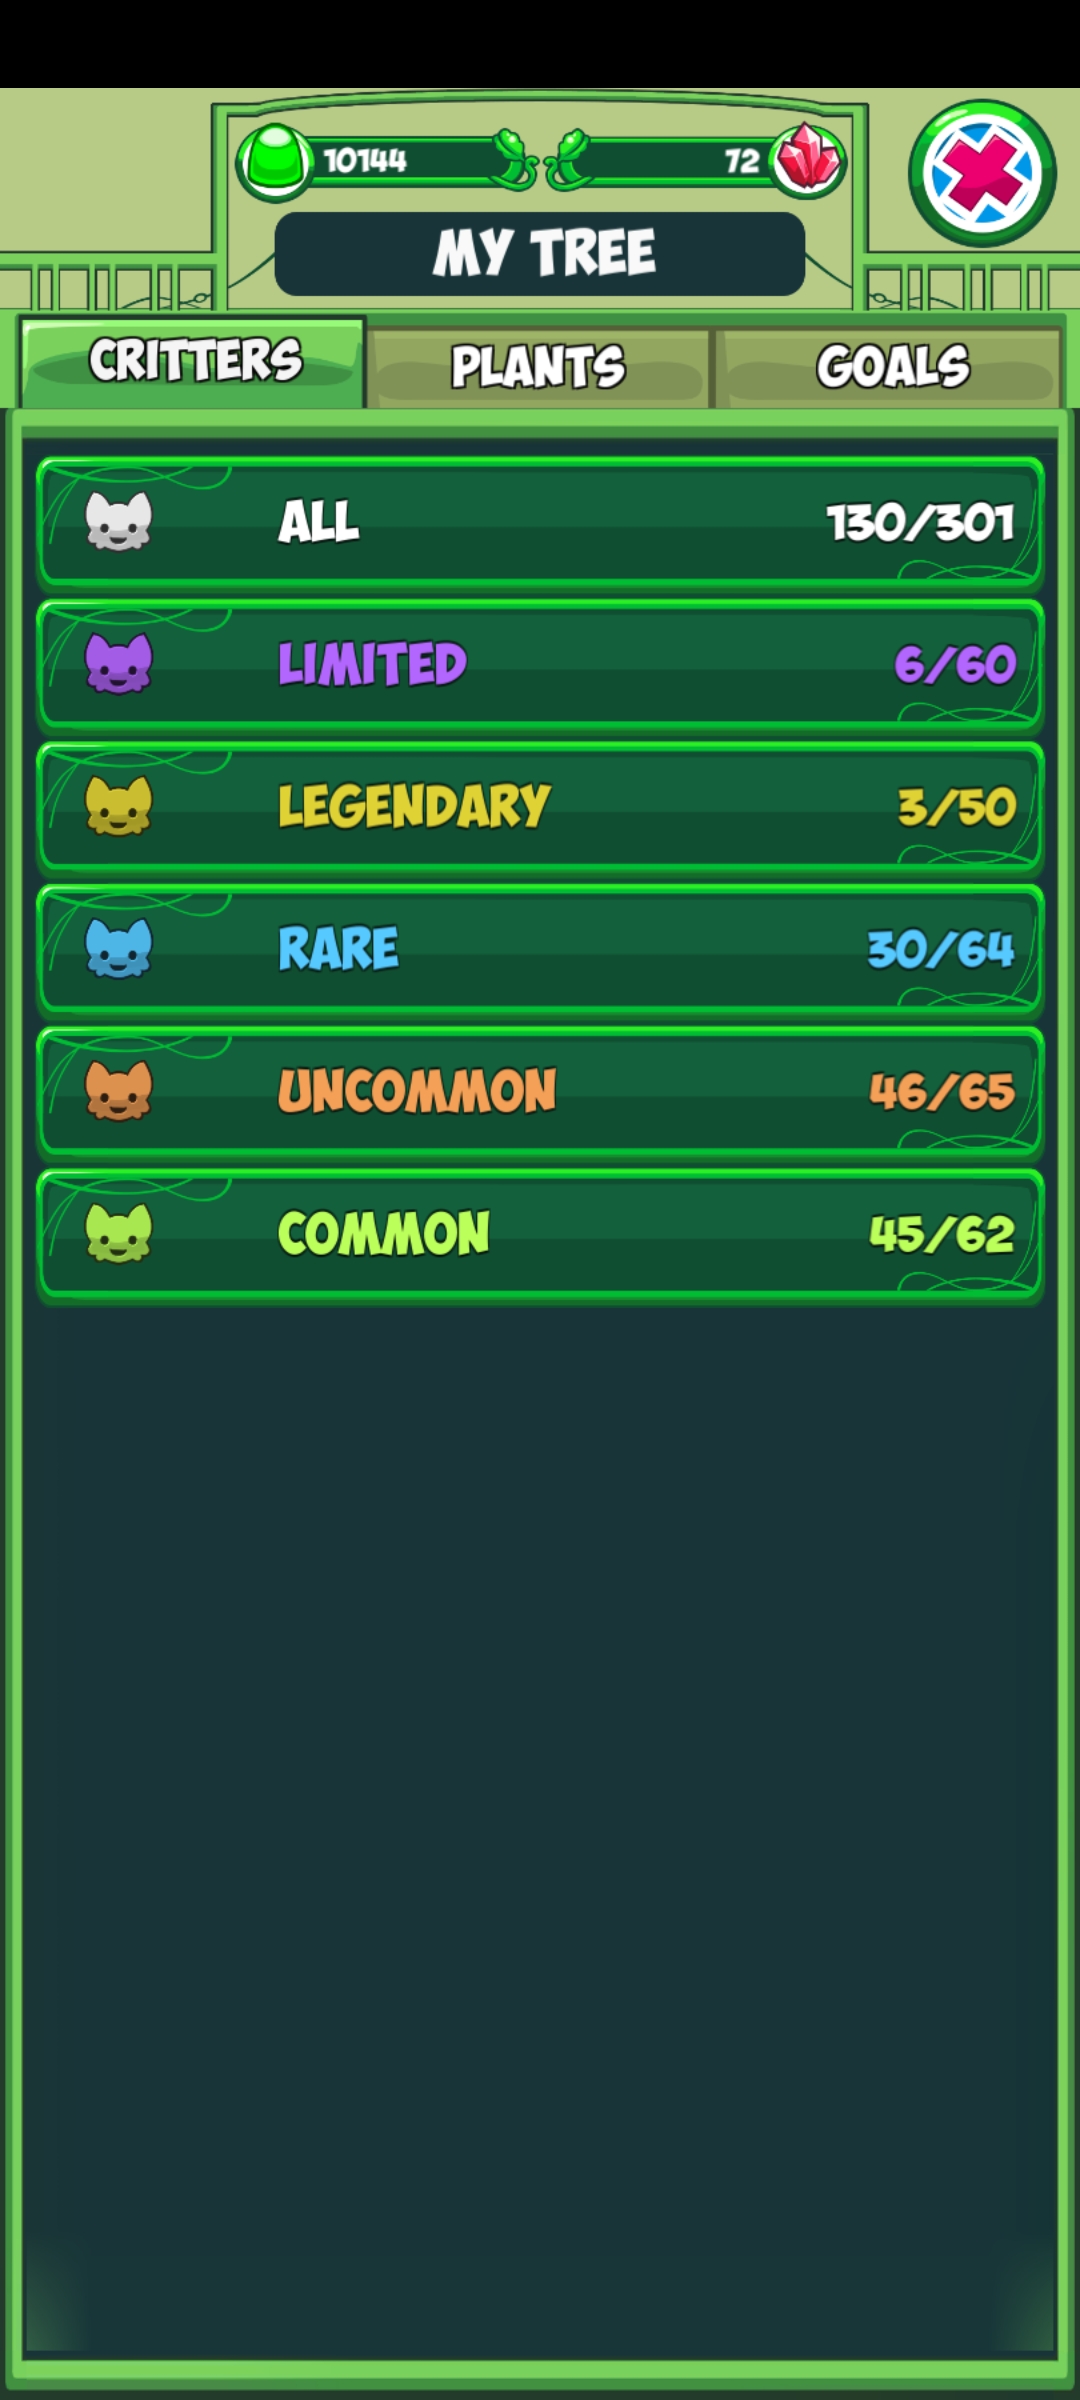 10144 72
MY TREE
CRITTERS PLANTS GOALS
ALL 130/301
LIMITED 6/60
LEGENDARY 3/50
RARE 30/64
UNCOMMON 46/65
COMMON 45/62